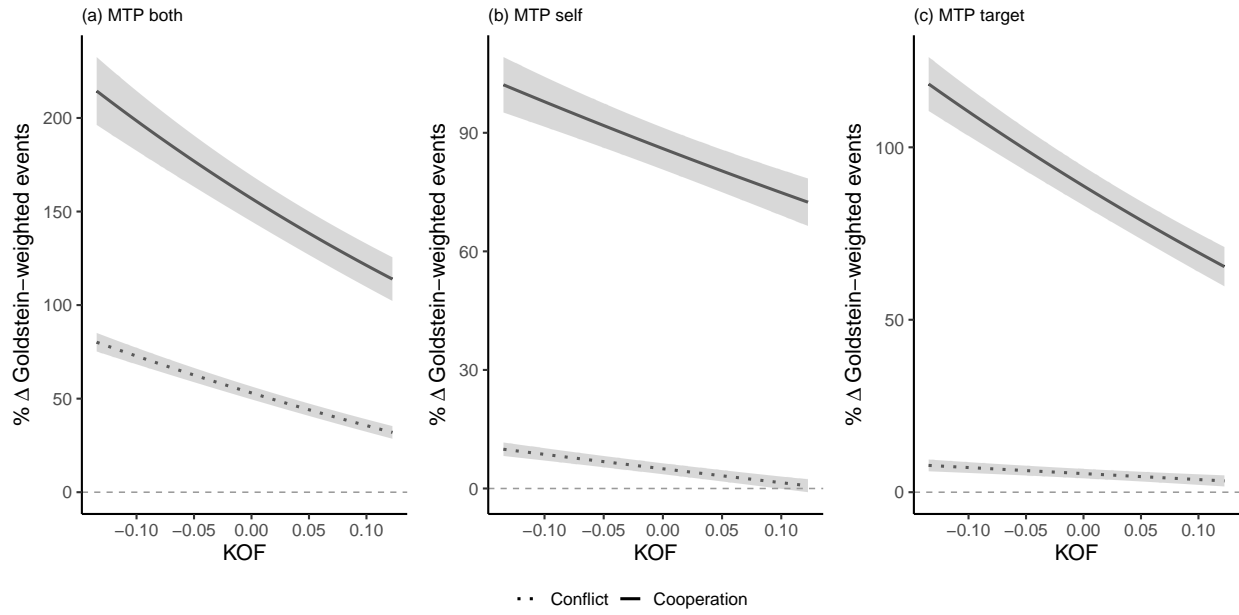 (a) MTP both
% Δ Goldstein−weighted events
200
150
100
50
0
−0.10 −0.05 0.00 0.05 0.10
KOF
(b) MTP self
% Δ Goldstein−weighted events
90
60
30
0
−0.10 −0.05 0.00 0.05 0.10
KOF
(c) MTP target
% Δ Goldstein−weighted events
100
50
0
−0.10 −0.05 0.00 0.05 0.10
KOF
Conflict Cooperation